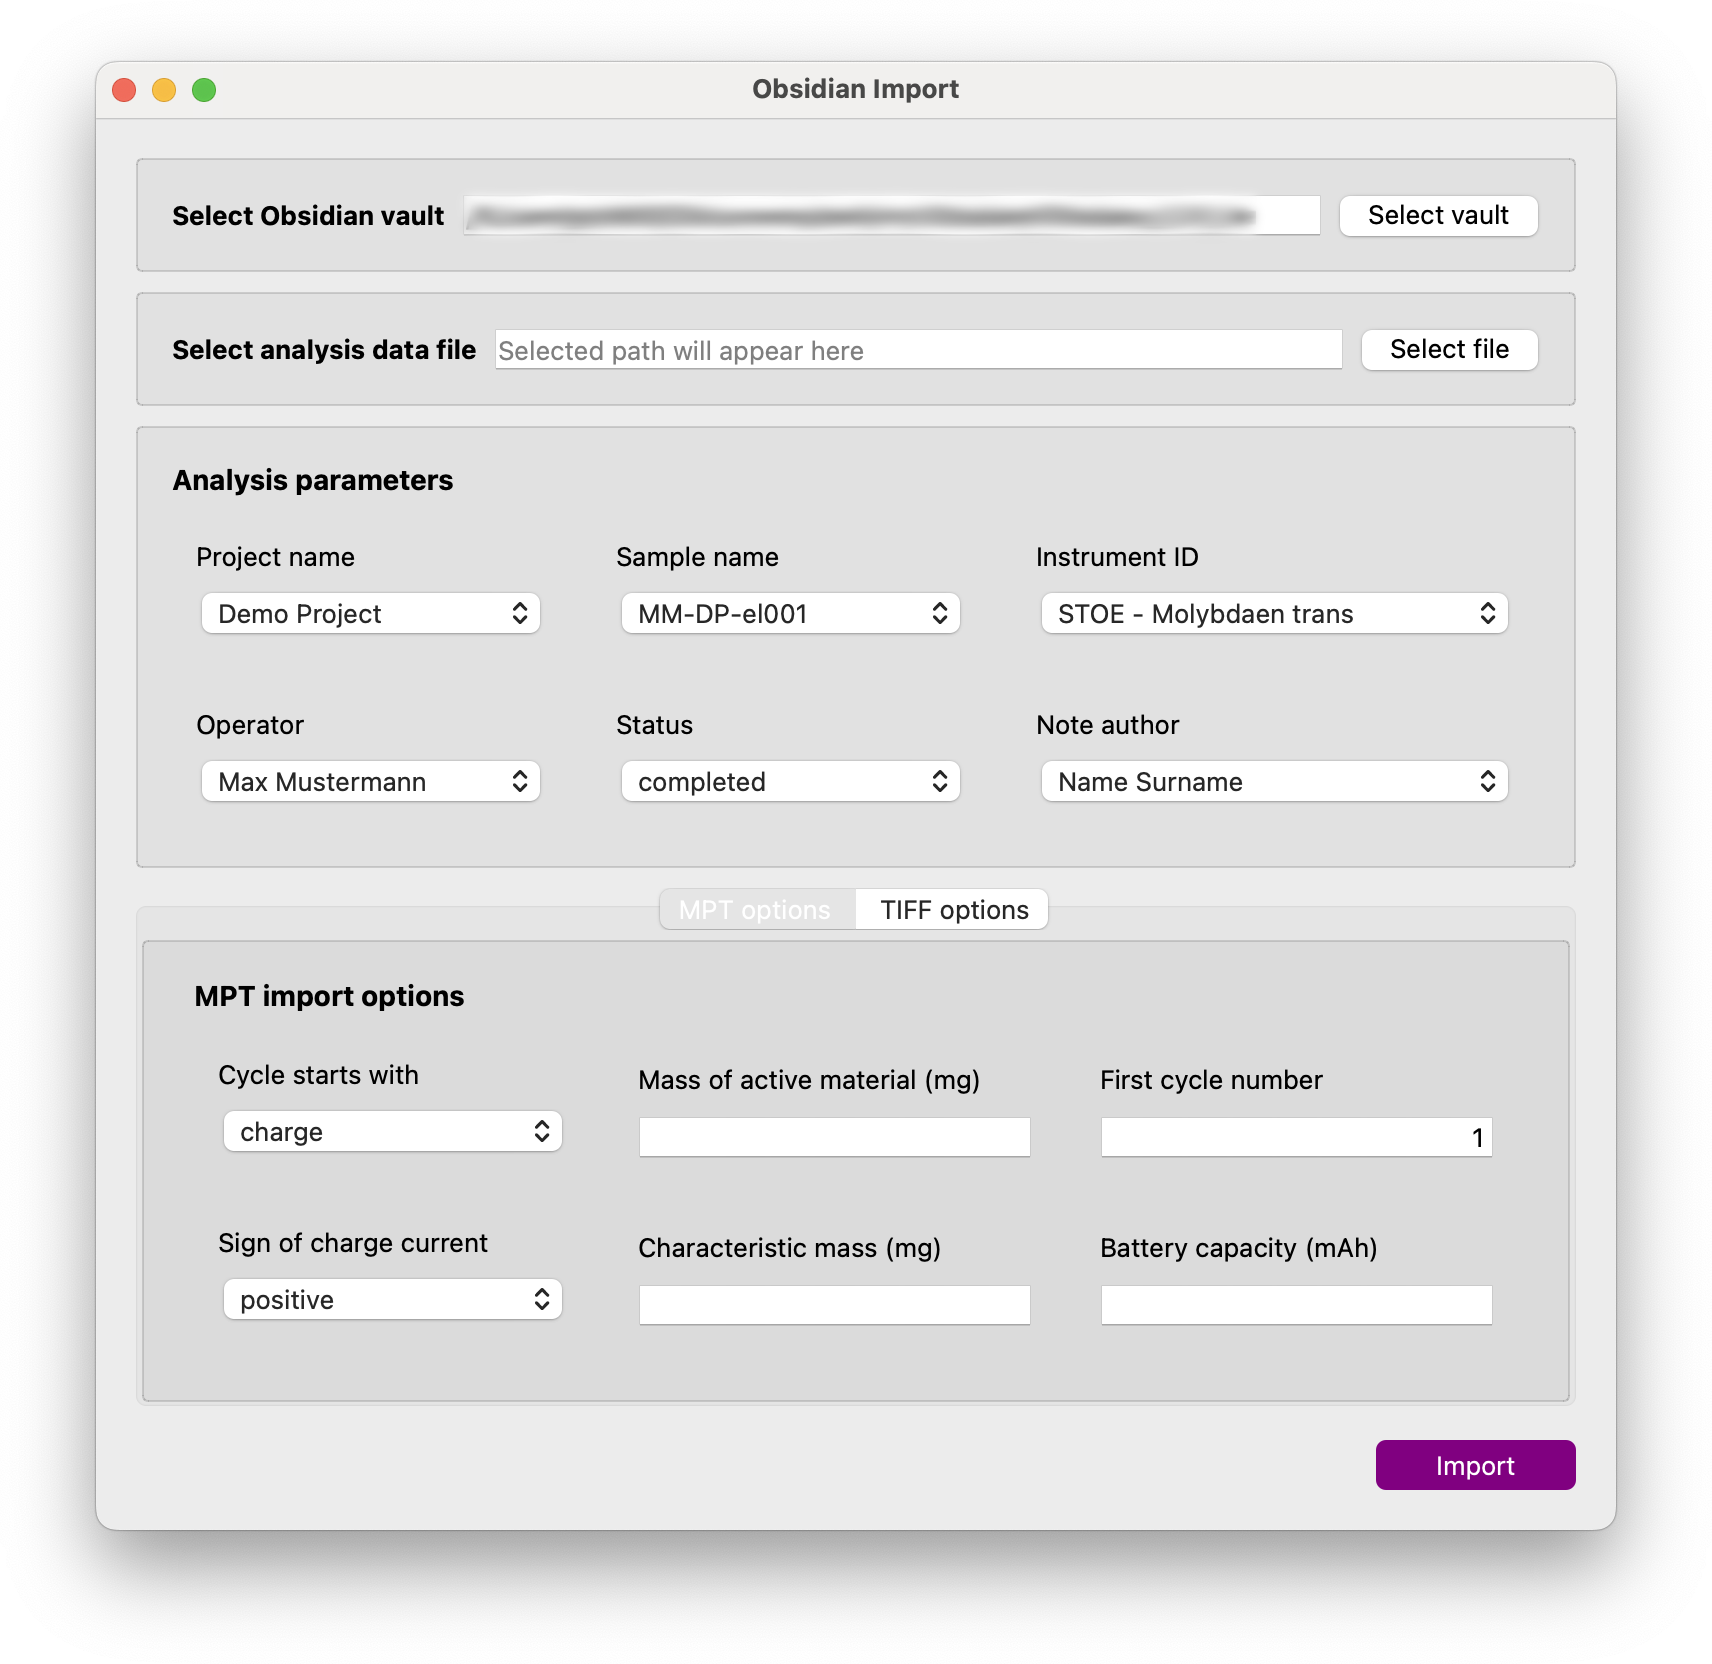 Obsidian Import
Select Obsidian vault
Select vault
Select analysis data file
Selected path will appear here
Select file
Analysis parameters
Project name
Sample name
Instrument ID
Demo Project
MM-DP-el001
STOE - Molybdaen trans
Operator
Status
Note author
Max Mustermann
completed
Name Surname
MPT options
TIFF options
MPT import options
Cycle starts with
Mass of active material (mg)
First cycle number
charge
1
Sign of charge current
Characteristic mass (mg)
Battery capacity (mAh)
positive
Import